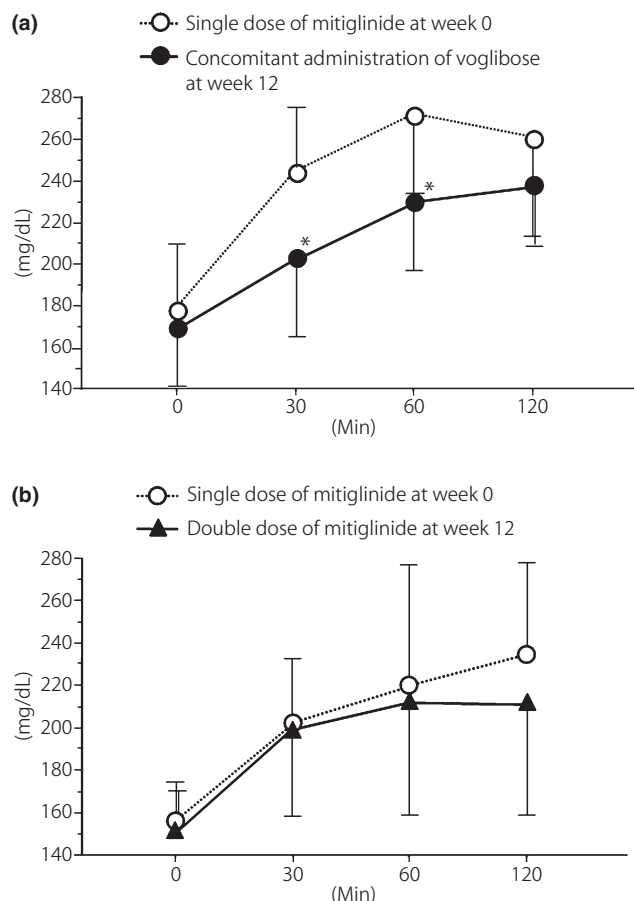 (a)
Single dose of mitiglinide at week 0
Concomitant administration of voglibose
at week 12
280
260
240
220
200
180
160
140
(mg/dL)
*
*
0 30 60 120
(Min)
(b)
Single dose of mitiglinide at week 0
Double dose of mitiglinide at week 12
280
260
240
220
200
180
160
140
(mg/dL)
0 30 60 120
(Min)